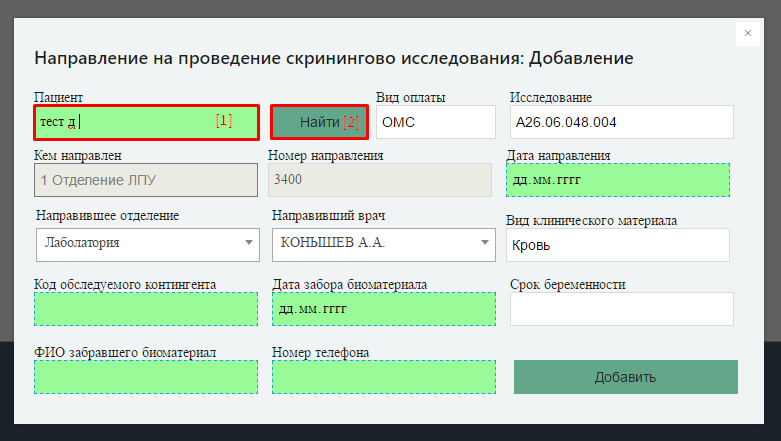 ×
Направление на проведение скринингово исследования: Добавление
Пациент Вид оплаты Исследование
тест д [1] Найти [2] ОМС A26.06.048.004
Кем направлен Номер направления Дата направления
1 Отделение ЛПУ 3400 дд.мм.гггг
Направившее отделение Направивший врач Вид клинического материала
Лаболатория КОНЫШЕВ А.А. Кровь
Код обследуемого контингента Дата забора биоматериала Срок беременности
дд.мм.гггг
ФИО забравшего биоматериал Номер телефона
Добавить